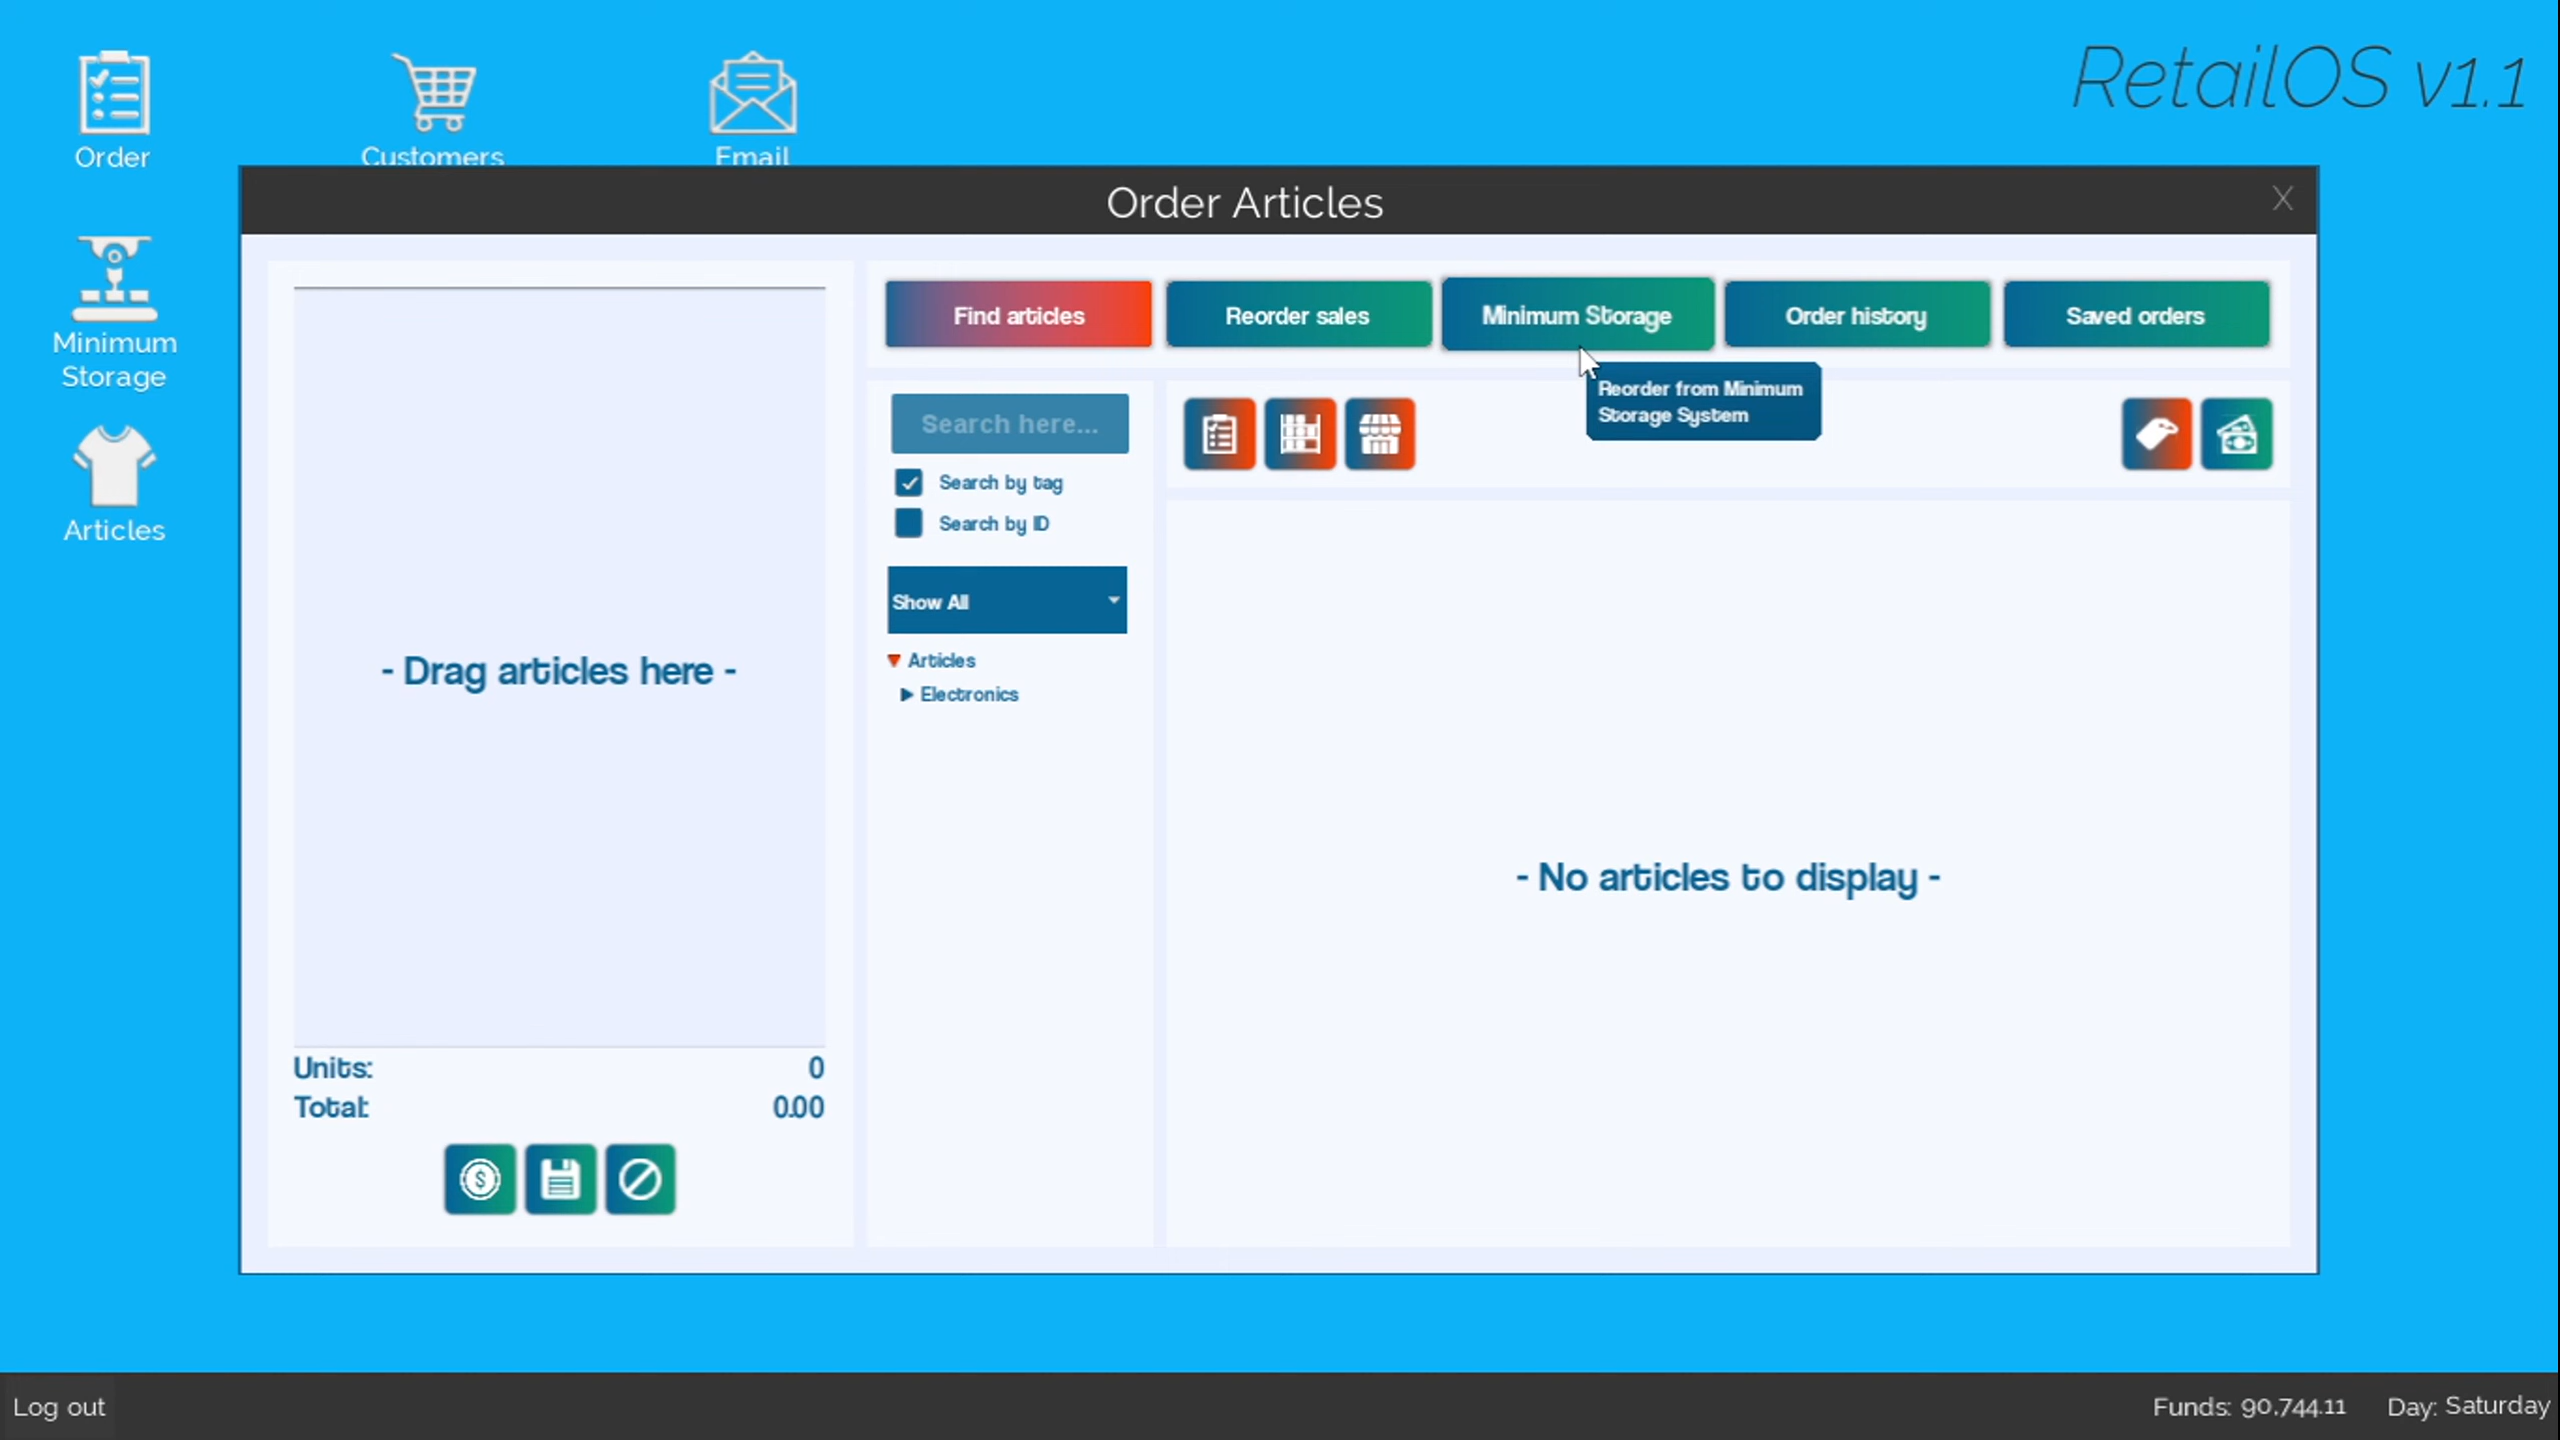 RetailOS v1.1
Order
Customers
Email
Minimum
Storage
Articles
Order Articles
X
Find articles
Reorder sales
Minimum Storage
Order history
Saved orders
Reorder from Minimum
Storage System
Search here...
Search by tag
Search by ID
Show All
Articles
Electronics
- Drag articles here -
- No articles to display -
Units: 0
Total: 0.00
Log out
Funds: 90,744.11
Day: Saturday